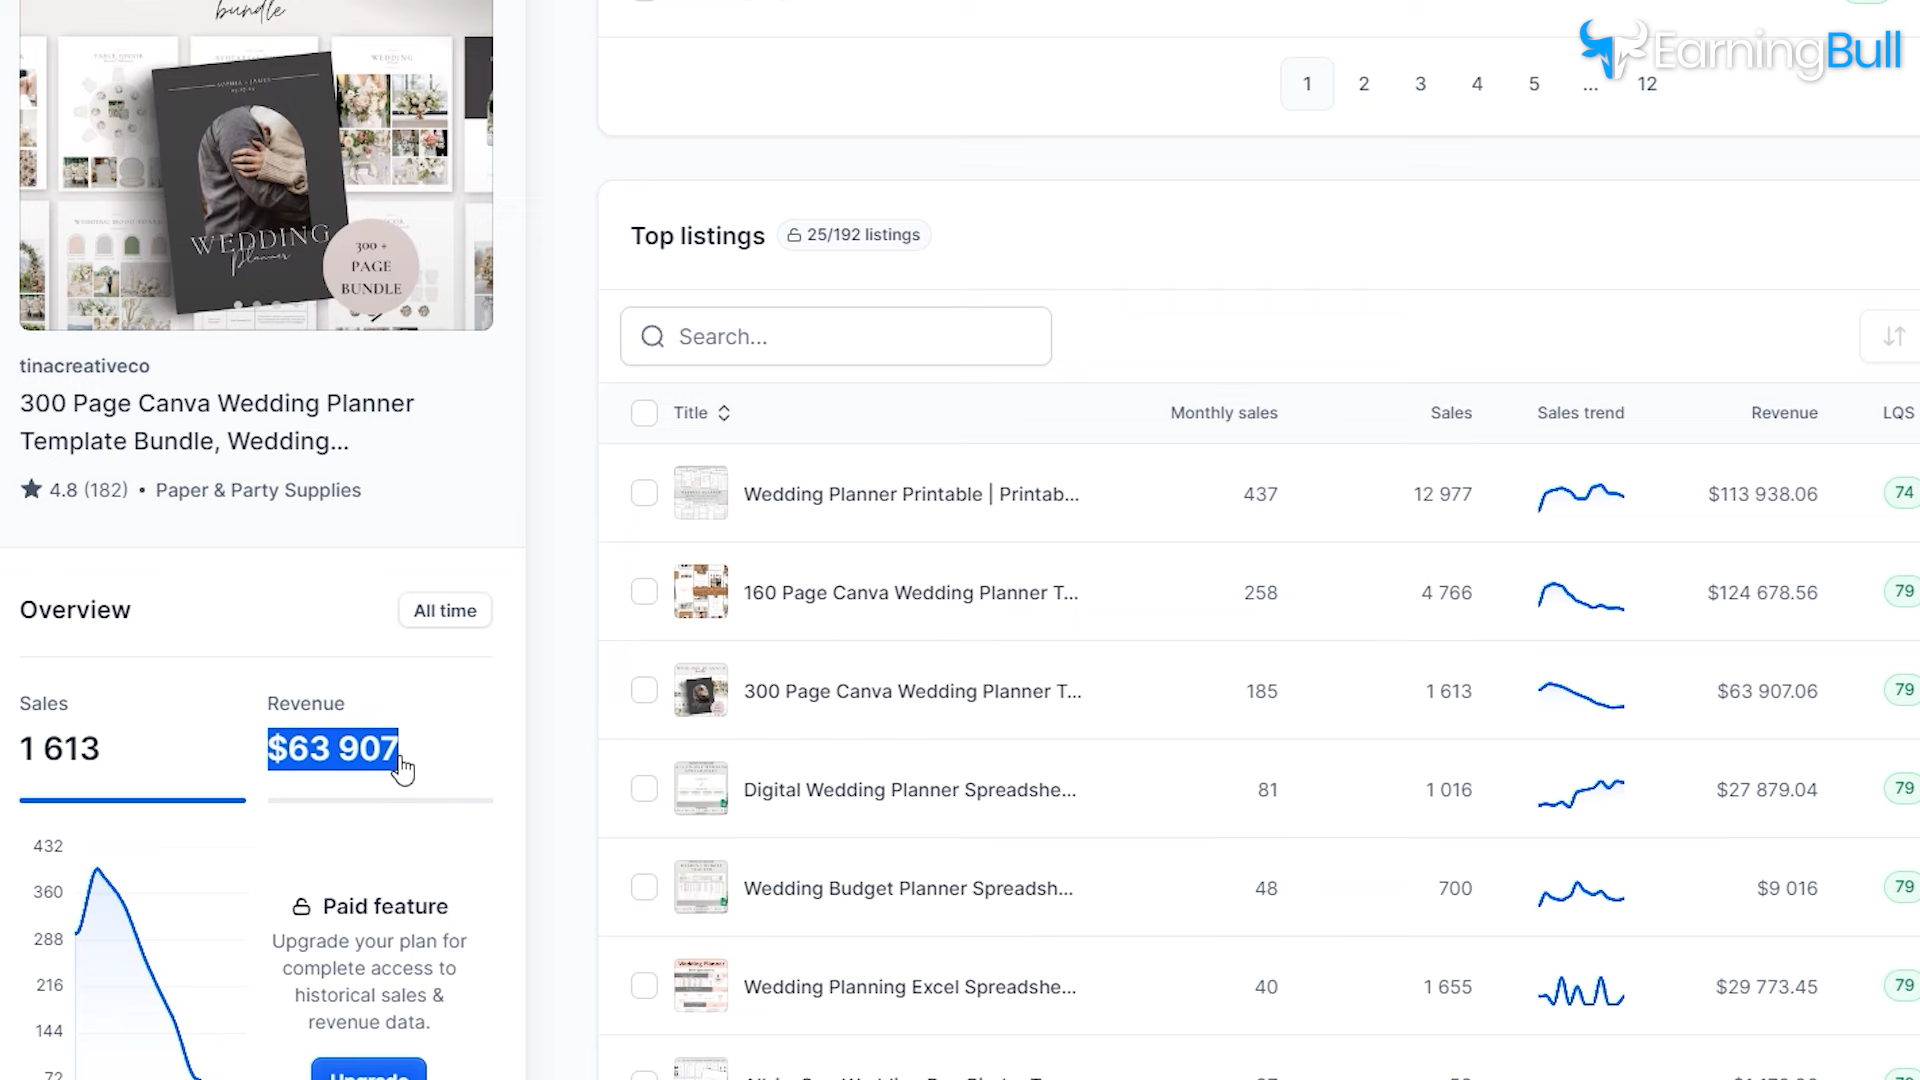 bundle
EarningBull
1 2 3 4 5 ... 12
TABLE DECOR
WEDDING
SOPHIA & JAMES
WEDDING
Planner
300 +
PAGE
BUNDLE
tinacreativeco
300 Page Canva Wedding Planner
Template Bundle, Wedding...
4.8 (182) • Paper & Party Supplies
Overview
All time
Sales
Revenue
1 613
$63 907
432
360
288
216
144
72
Paid feature
Upgrade your plan for
complete access to
historical sales &
revenue data.
Upgrade
Top listings
25/192 listings
Search...
Title Monthly sales Sales Sales trend Revenue LQS
Wedding Planner Printable | Printab... 437 12 977 $113 938.06 74
160 Page Canva Wedding Planner T... 258 4 766 $124 678.56 79
300 Page Canva Wedding Planner T... 185 1 613 $63 907.06 79
Digital Wedding Planner Spreadshe... 81 1 016 $27 879.04 79
Wedding Budget Planner Spreadsh... 48 700 $9 016 79
Wedding Planning Excel Spreadshe... 40 1 655 $29 773.45 79